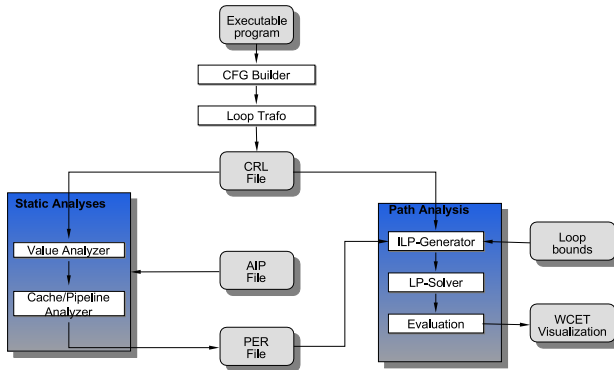 Executable
program
CFG Builder
Loop Trafo
CRL
File
Static Analyses
Value Analyzer
Cache/Pipeline
Analyzer
AIP
File
PER
File
Path Analysis
ILP-Generator
LP-Solver
Evaluation
Loop
bounds
WCET
Visualization